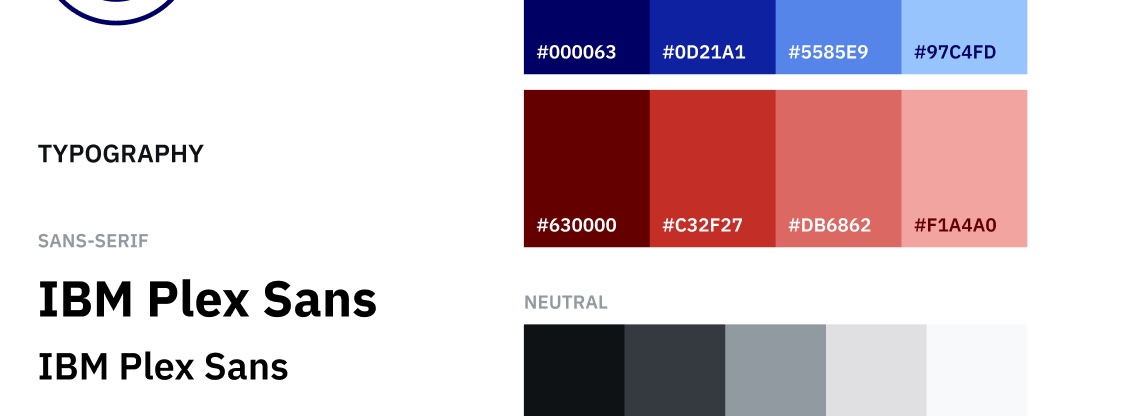 #000063 #0D21A1 #5585E9 #97C4FD
TYPOGRAPHY
#630000 #C32F27 #DB6862 #F1A4A0
SANS-SERIF
IBM Plex Sans
IBM Plex Sans
NEUTRAL